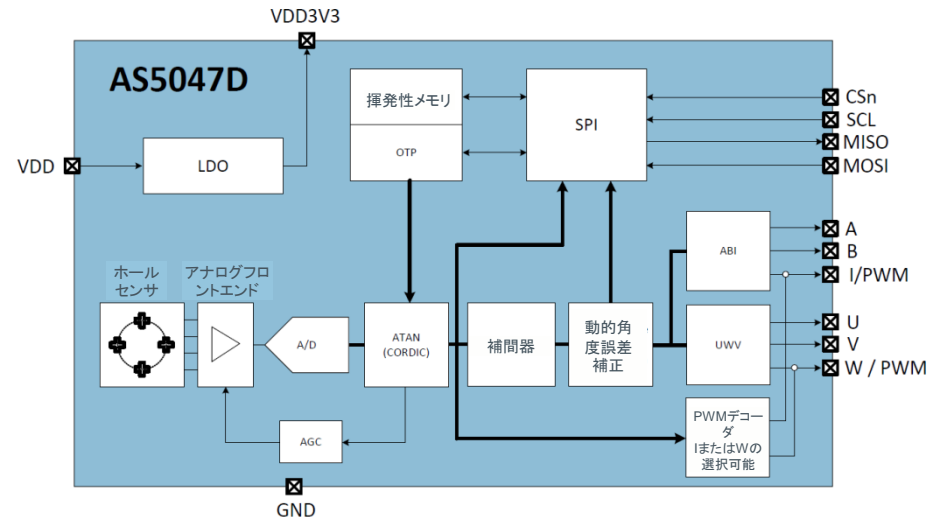 VDD3V3
AS5047D
揮発性メモリ
OTP
SPI
CSn
SCL
MISO
MOSI
VDD
LDO
ABI
A
B
I/PWM
ホール
センサ
アナログフロ
ントエンド
A/D
ATAN
(CORDIC)
補間器
動的角
度誤差
補正
UWV
U
V
W / PWM
AGC
PWMデコー
ダ
IまたはWの
選択可能
GND